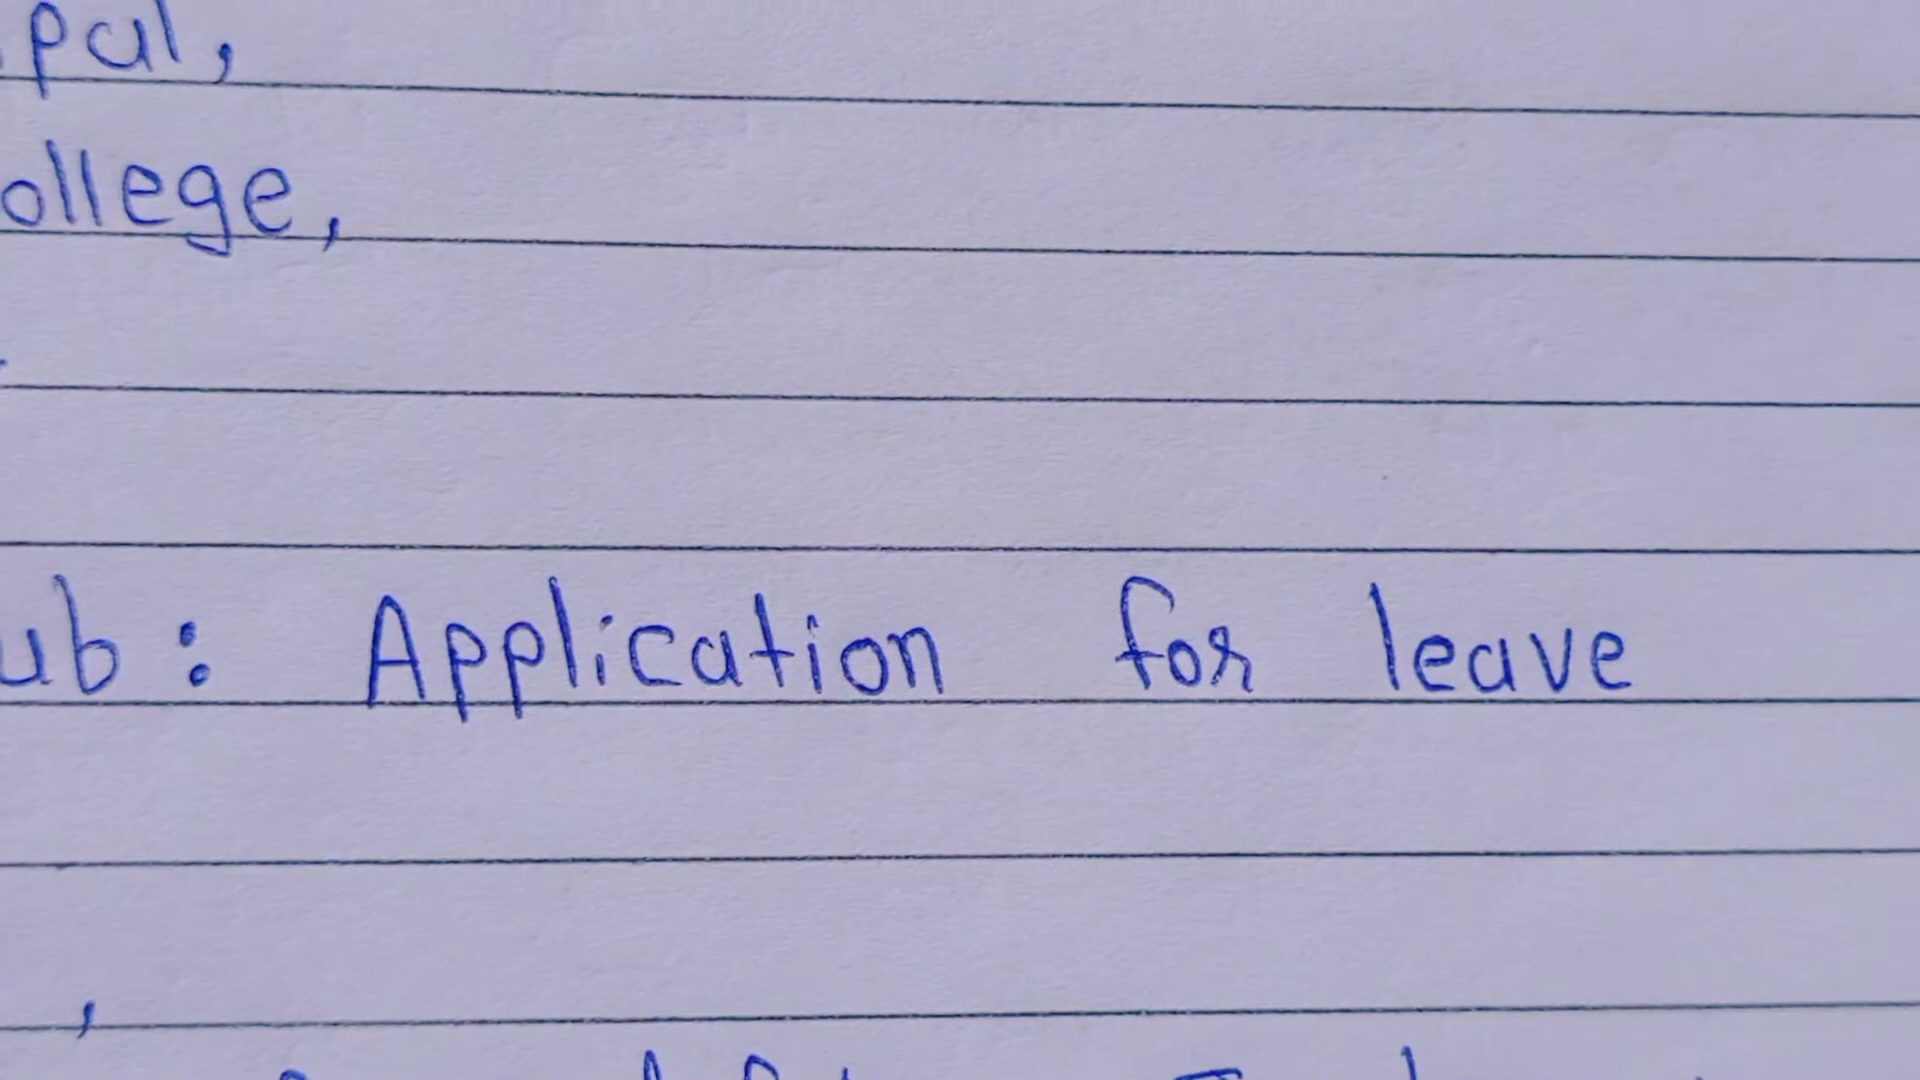 pal,
ollege,
ub: Application for leave
,